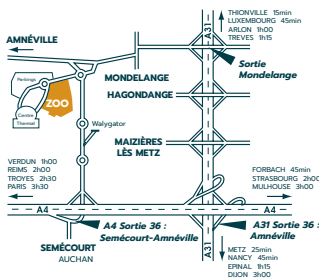 THIONVILLE 15min
LUXEMBOURG 45min
ARLON 1h00
TREVES 1h15
A31
AMNÉVILLE
Sortie
Mondelange
Parkings
MONDELANGE
ZOO
HAGONDANGE
Centre
Thermal
Walygator
MAIZIÈRES
LÈS METZ
VERDUN 1h00
REIMS 2h00
TROYES 2h30
PARIS 3h30
FORBACH 45min
STRASBOURG 2h00
MULHOUSE 3h00
A4
A4
A4 Sortie 36 :
Semécourt-Amnéville
A31 Sortie 36 :
Amnéville
SEMÉCOURT
AUCHAN
A31
METZ 25min
NANCY 45min
EPINAL 1h15
DIJON 3h00